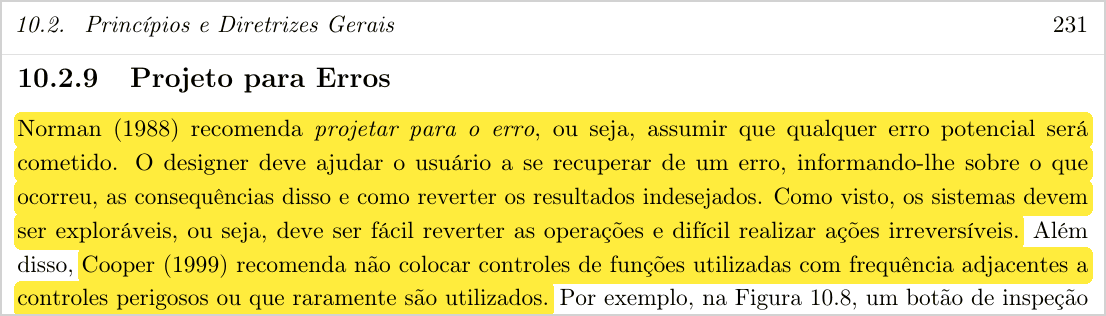 10.2. Princípios e Diretrizes Gerais 231
10.2.9 Projeto para Erros
Norman (1988) recomenda projetar para o erro, ou seja, assumir que qualquer erro potencial será
cometido. O designer deve ajudar o usuário a se recuperar de um erro, informando-lhe sobre o que
ocorreu, as consequências disso e como reverter os resultados indesejados. Como visto, os sistemas devem
ser exploráveis, ou seja, deve ser fácil reverter as operações e difícil realizar ações irreversíveis. Além
disso, Cooper (1999) recomenda não colocar controles de funções utilizadas com frequência adjacentes a
controles perigosos ou que raramente são utilizados. Por exemplo, na Figura 10.8, um botão de inspeção